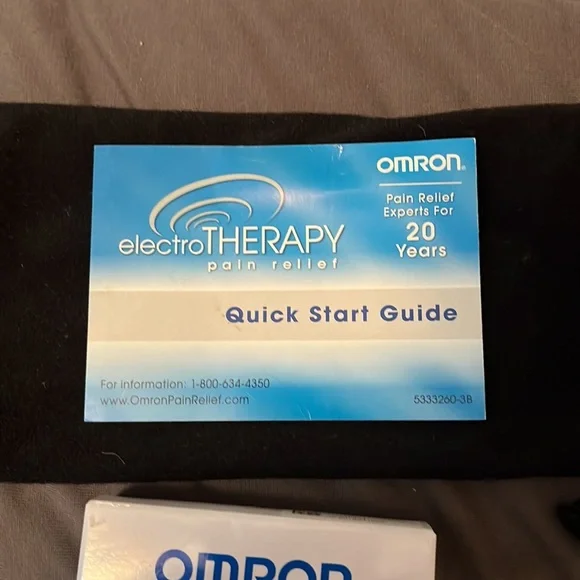 OMRON®
Pain Relief
Experts For
20
Years
electroTHERAPY
pain relief
Quick Start Guide
For information: 1-800-634-4350
www.OmronPainRelief.com
5333260-3B
OMRON